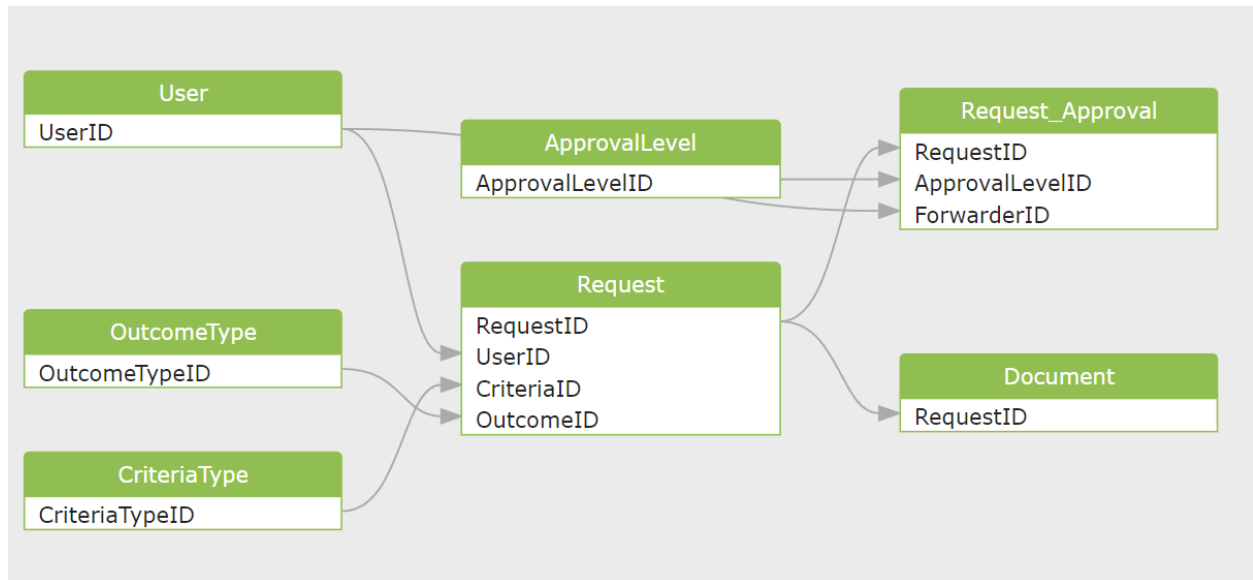 User
UserID
ApprovalLevel
ApprovalLevelID
Request_Approval
RequestID
ApprovalLevelID
ForwarderID
OutcomeType
OutcomeTypeID
Request
RequestID
UserID
CriteriaID
OutcomeID
Document
RequestID
CriteriaType
CriteriaTypeID